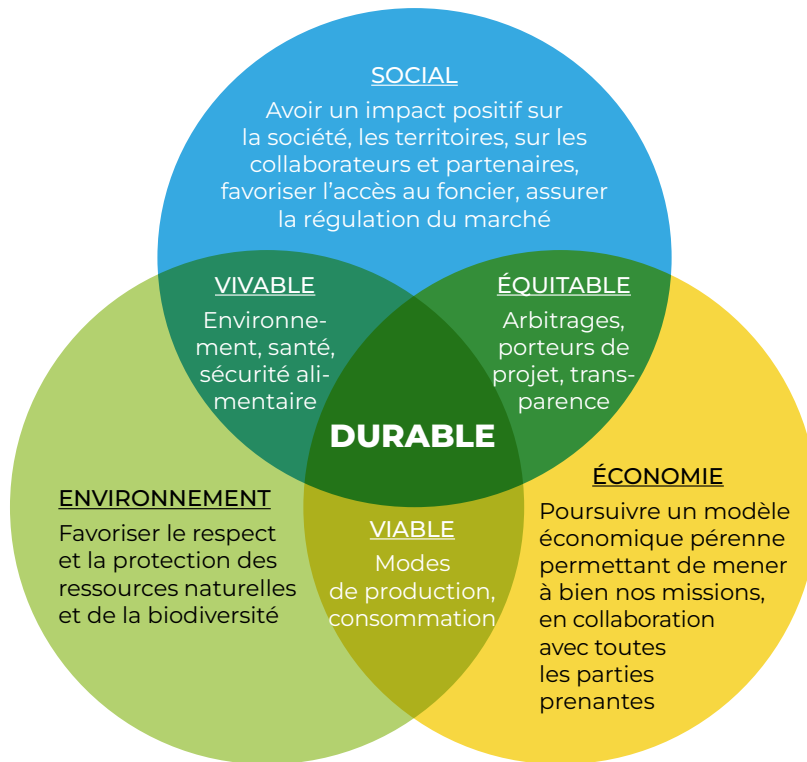 SOCIAL
Avoir un impact positif sur
la société, les territoires, sur les
collaborateurs et partenaires,
favoriser l’accès au foncier, assurer
la régulation du marché
VIVABLE
Environne-
ment, santé,
sécurité ali-
mentaire
ÉQUITABLE
Arbitrages,
porteurs de
projet, trans-
parence
DURABLE
ENVIRONNEMENT
Favoriser le respect
et la protection des
ressources naturelles
et de la biodiversité
VIABLE
Modes
de production,
consommation
ÉCONOMIE
Poursuivre un modèle
économique pérenne
permettant de mener
à bien nos missions,
en collaboration
avec toutes
les parties
prenantes